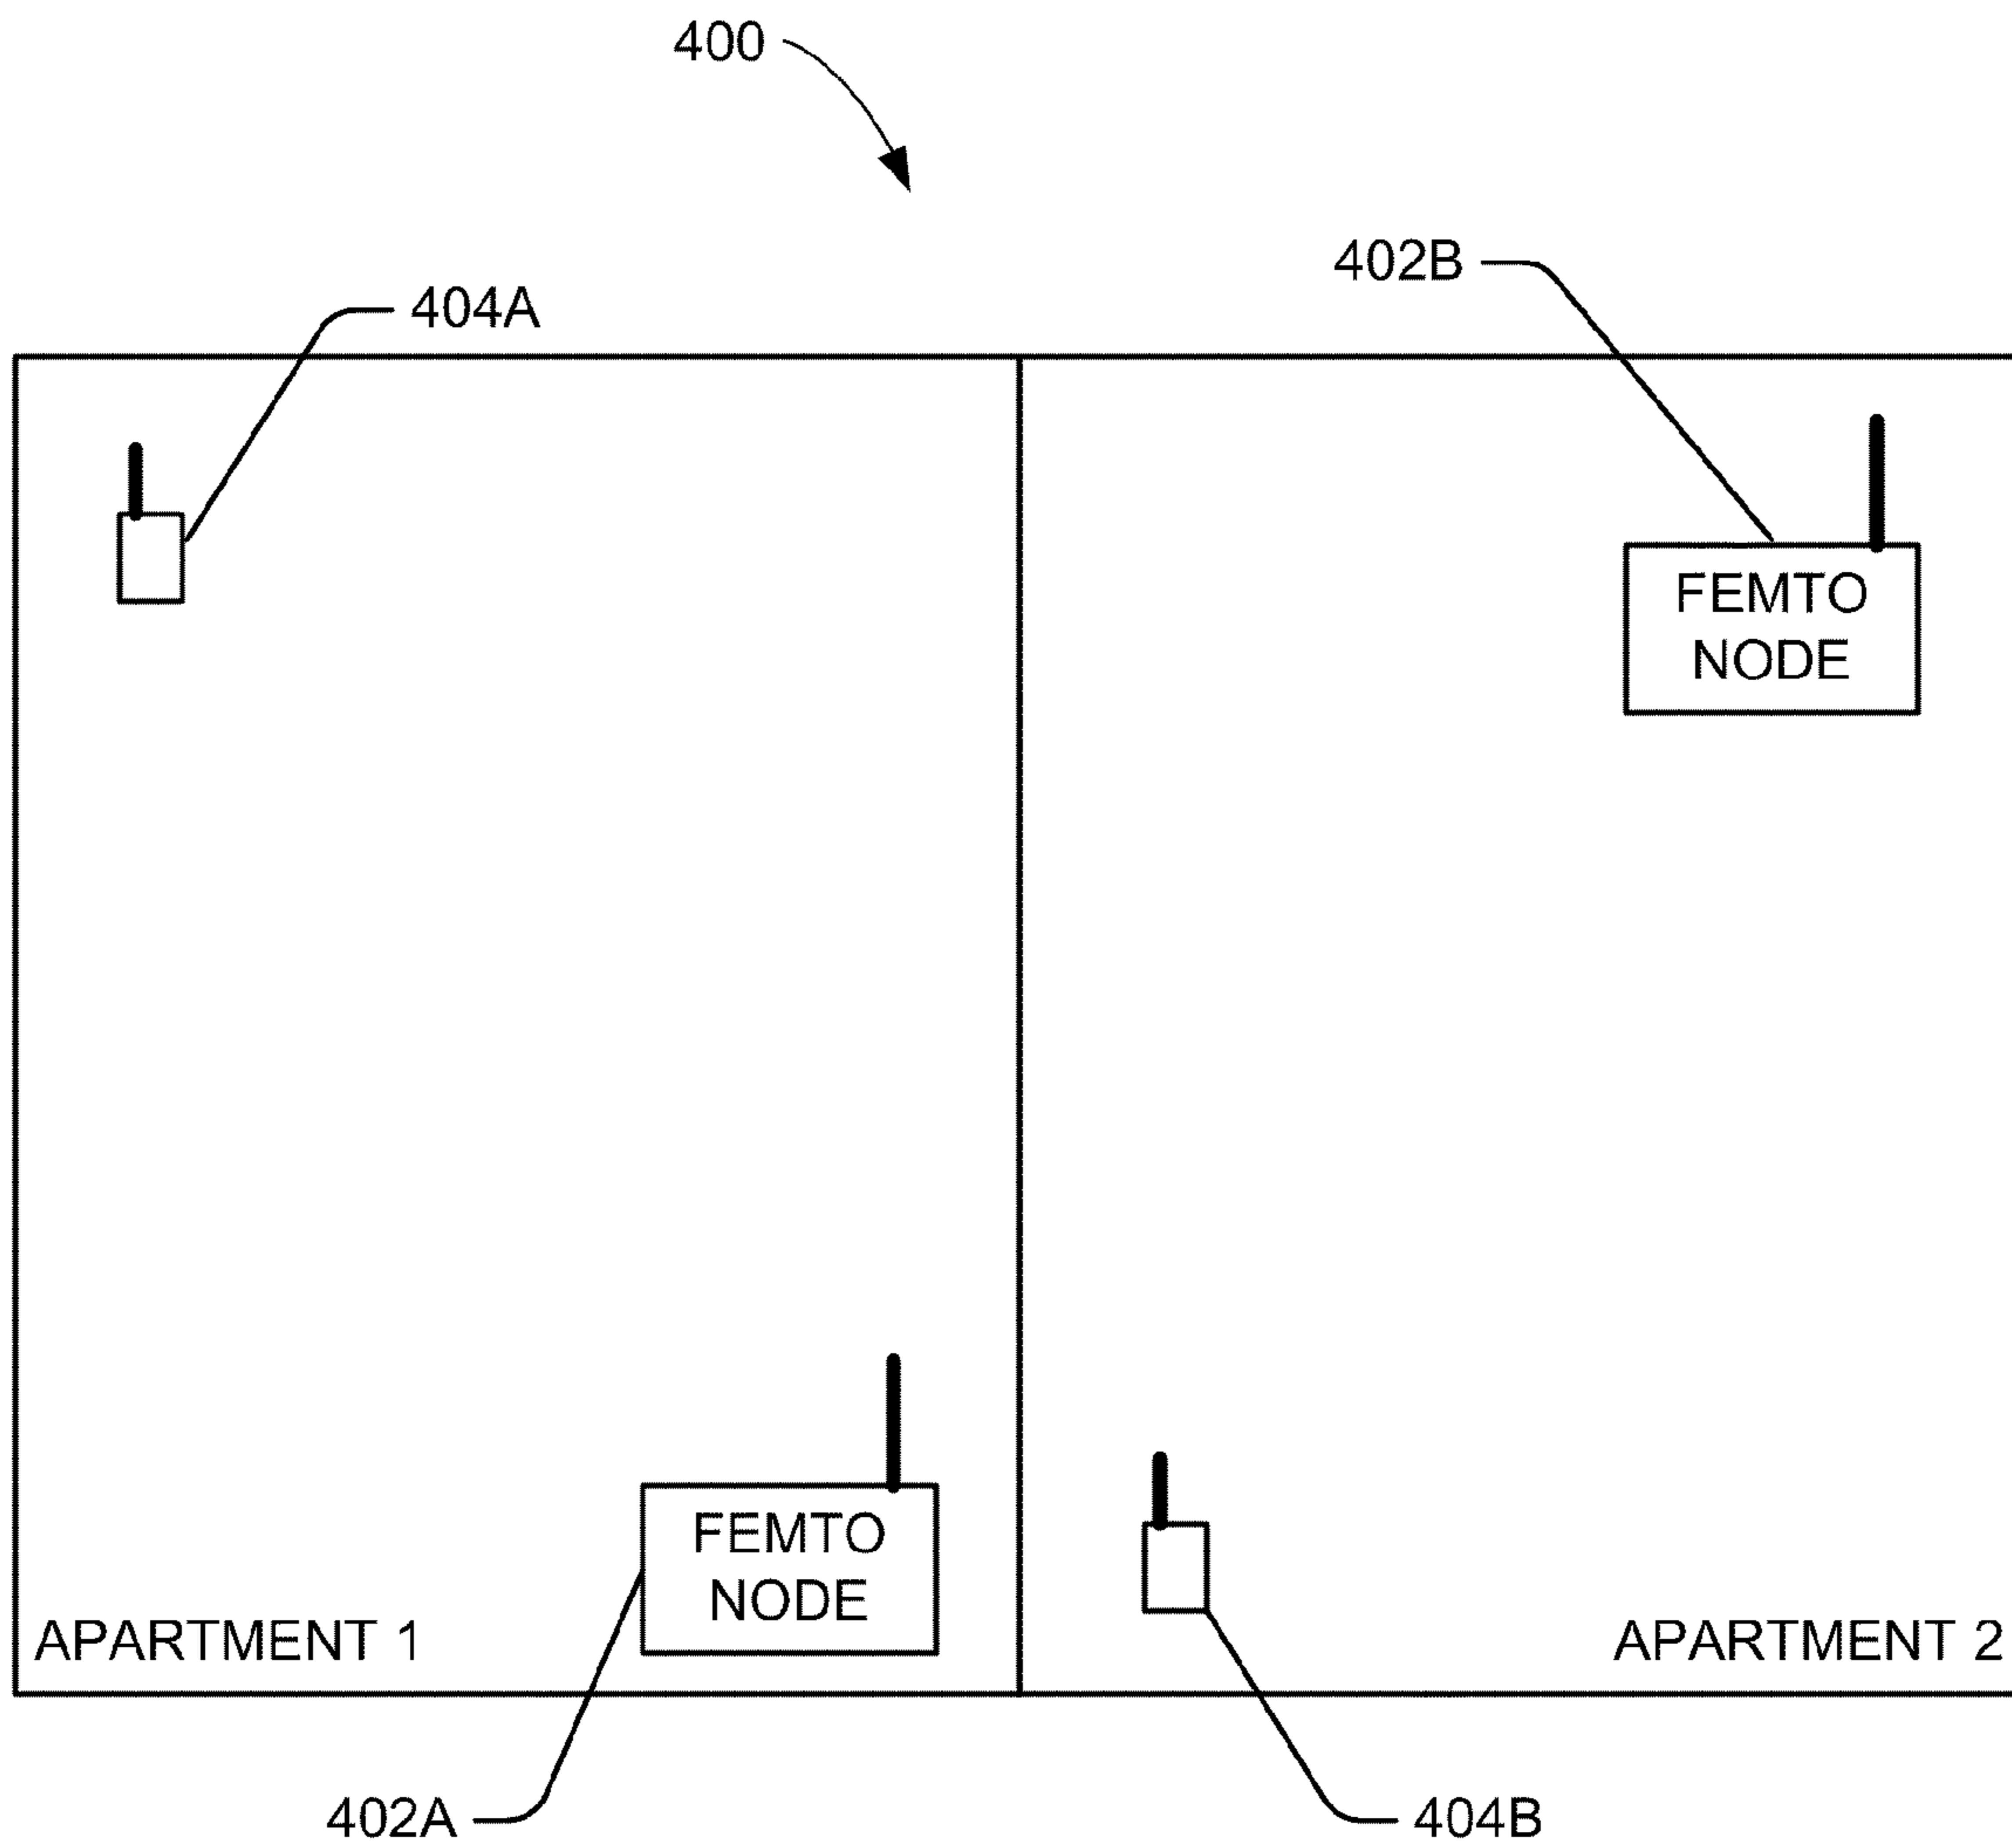 400
402B
404A
FEMTO
NODE
FEMTO
NODE
APARTMENT 1
APARTMENT 2
402A
404B